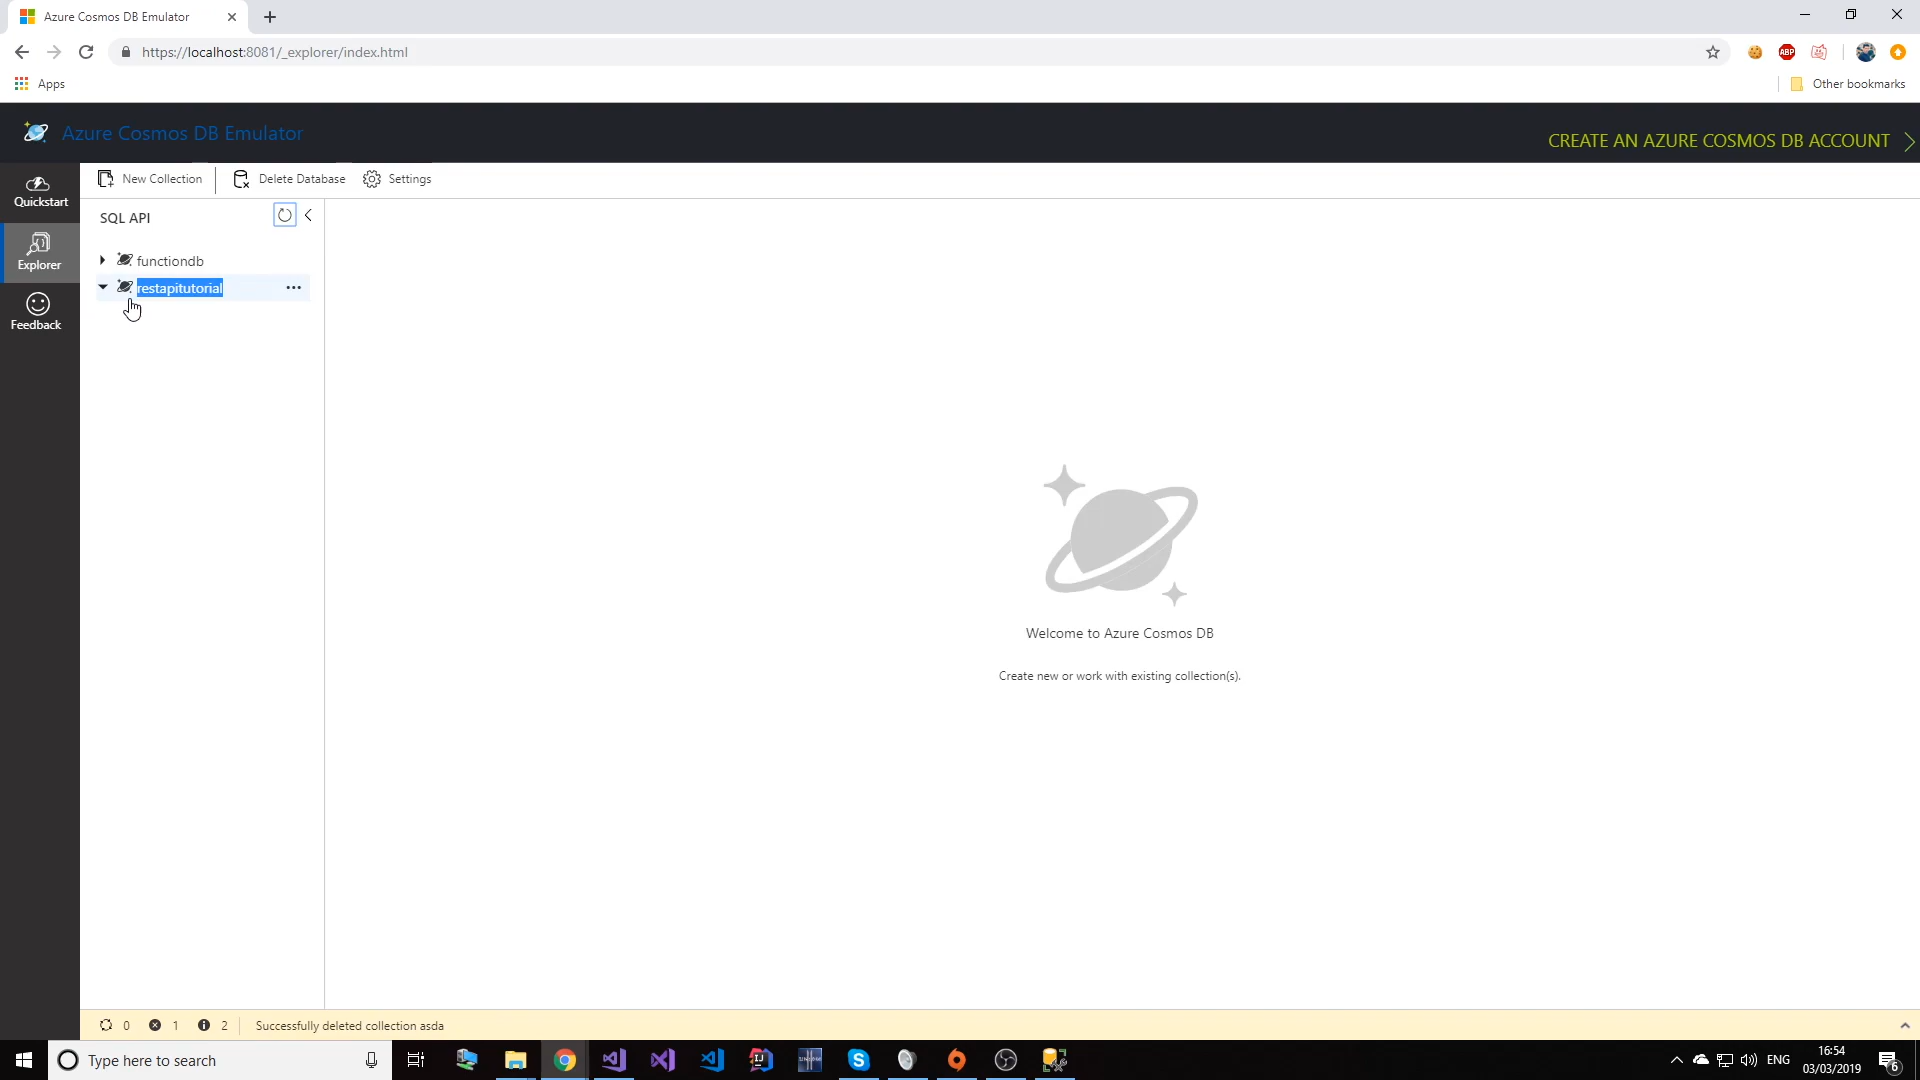 Azure Cosmos DB Emulator
https://localhost:8081/_explorer/index.html
ABP
Apps
Other bookmarks
Azure Cosmos DB Emulator
CREATE AN AZURE COSMOS DB ACCOUNT
New Collection
Delete Database
Settings
Quickstart
Explorer
Feedback
SQL API
functiondb
restapitutorial
Welcome to Azure Cosmos DB
Create new or work with existing collection(s).
0 1 2 Successfully deleted collection asda
Type here to search
ENG
16:54
03/03/2019
6